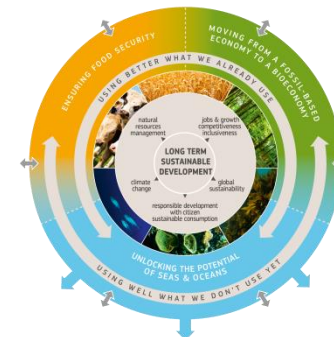 ENSURING FOOD SECURITY
MOVING FROM A FOSSIL-BASED
ECONOMY TO A BIOECONOMY
USING BETTER WHAT WE ALREADY USE
natural
resources
management
jobs & growth
competitiveness
inclusiveness
LONG TERM
SUSTAINABLE
DEVELOPMENT
climate
change
global
sustainability
responsible development
with citizen
sustainable consumption
UNLOCKING THE POTENTIAL
OF SEAS & OCEANS
USING WELL WHAT WE DON'T USE YET